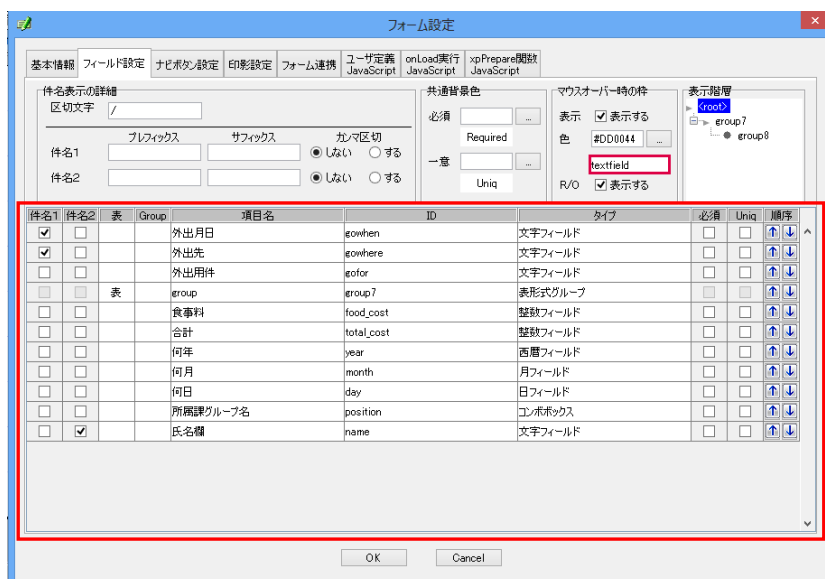 フォーム設定
基本情報 フィールド設定 ナビボタン設定 印影設定 フォーム連携 ユーザ定義 JavaScript onLoad実行 JavaScript xpPrepare関数 JavaScript
件名表示の詳細
区切文字 /
プレフィックス サフィックス カンマ区切
件名1 しない する
件名2 しない する
共通背景色
必須 ...
Required
一意 ...
Uniq
マウスオーバー時の枠
表示 表示する
色 #DD0044 ...
textfield
R/O 表示する
表示階層
<root>
group7
group8
件名1 件名2 表 Group 項目名 ID タイプ 必須 Uniq 順序
外出月日 gowhen 文字フィールド
外出先 gowhere 文字フィールド
外出用件 gofor 文字フィールド
表 group group7 表形式グループ
食事料 food_cost 整数フィールド
合計 total_cost 整数フィールド
何年 year 西暦フィールド
何月 month 月フィールド
何日 day 日フィールド
所属課グループ名 position コンボボックス
氏名欄 name 文字フィールド
OK Cancel